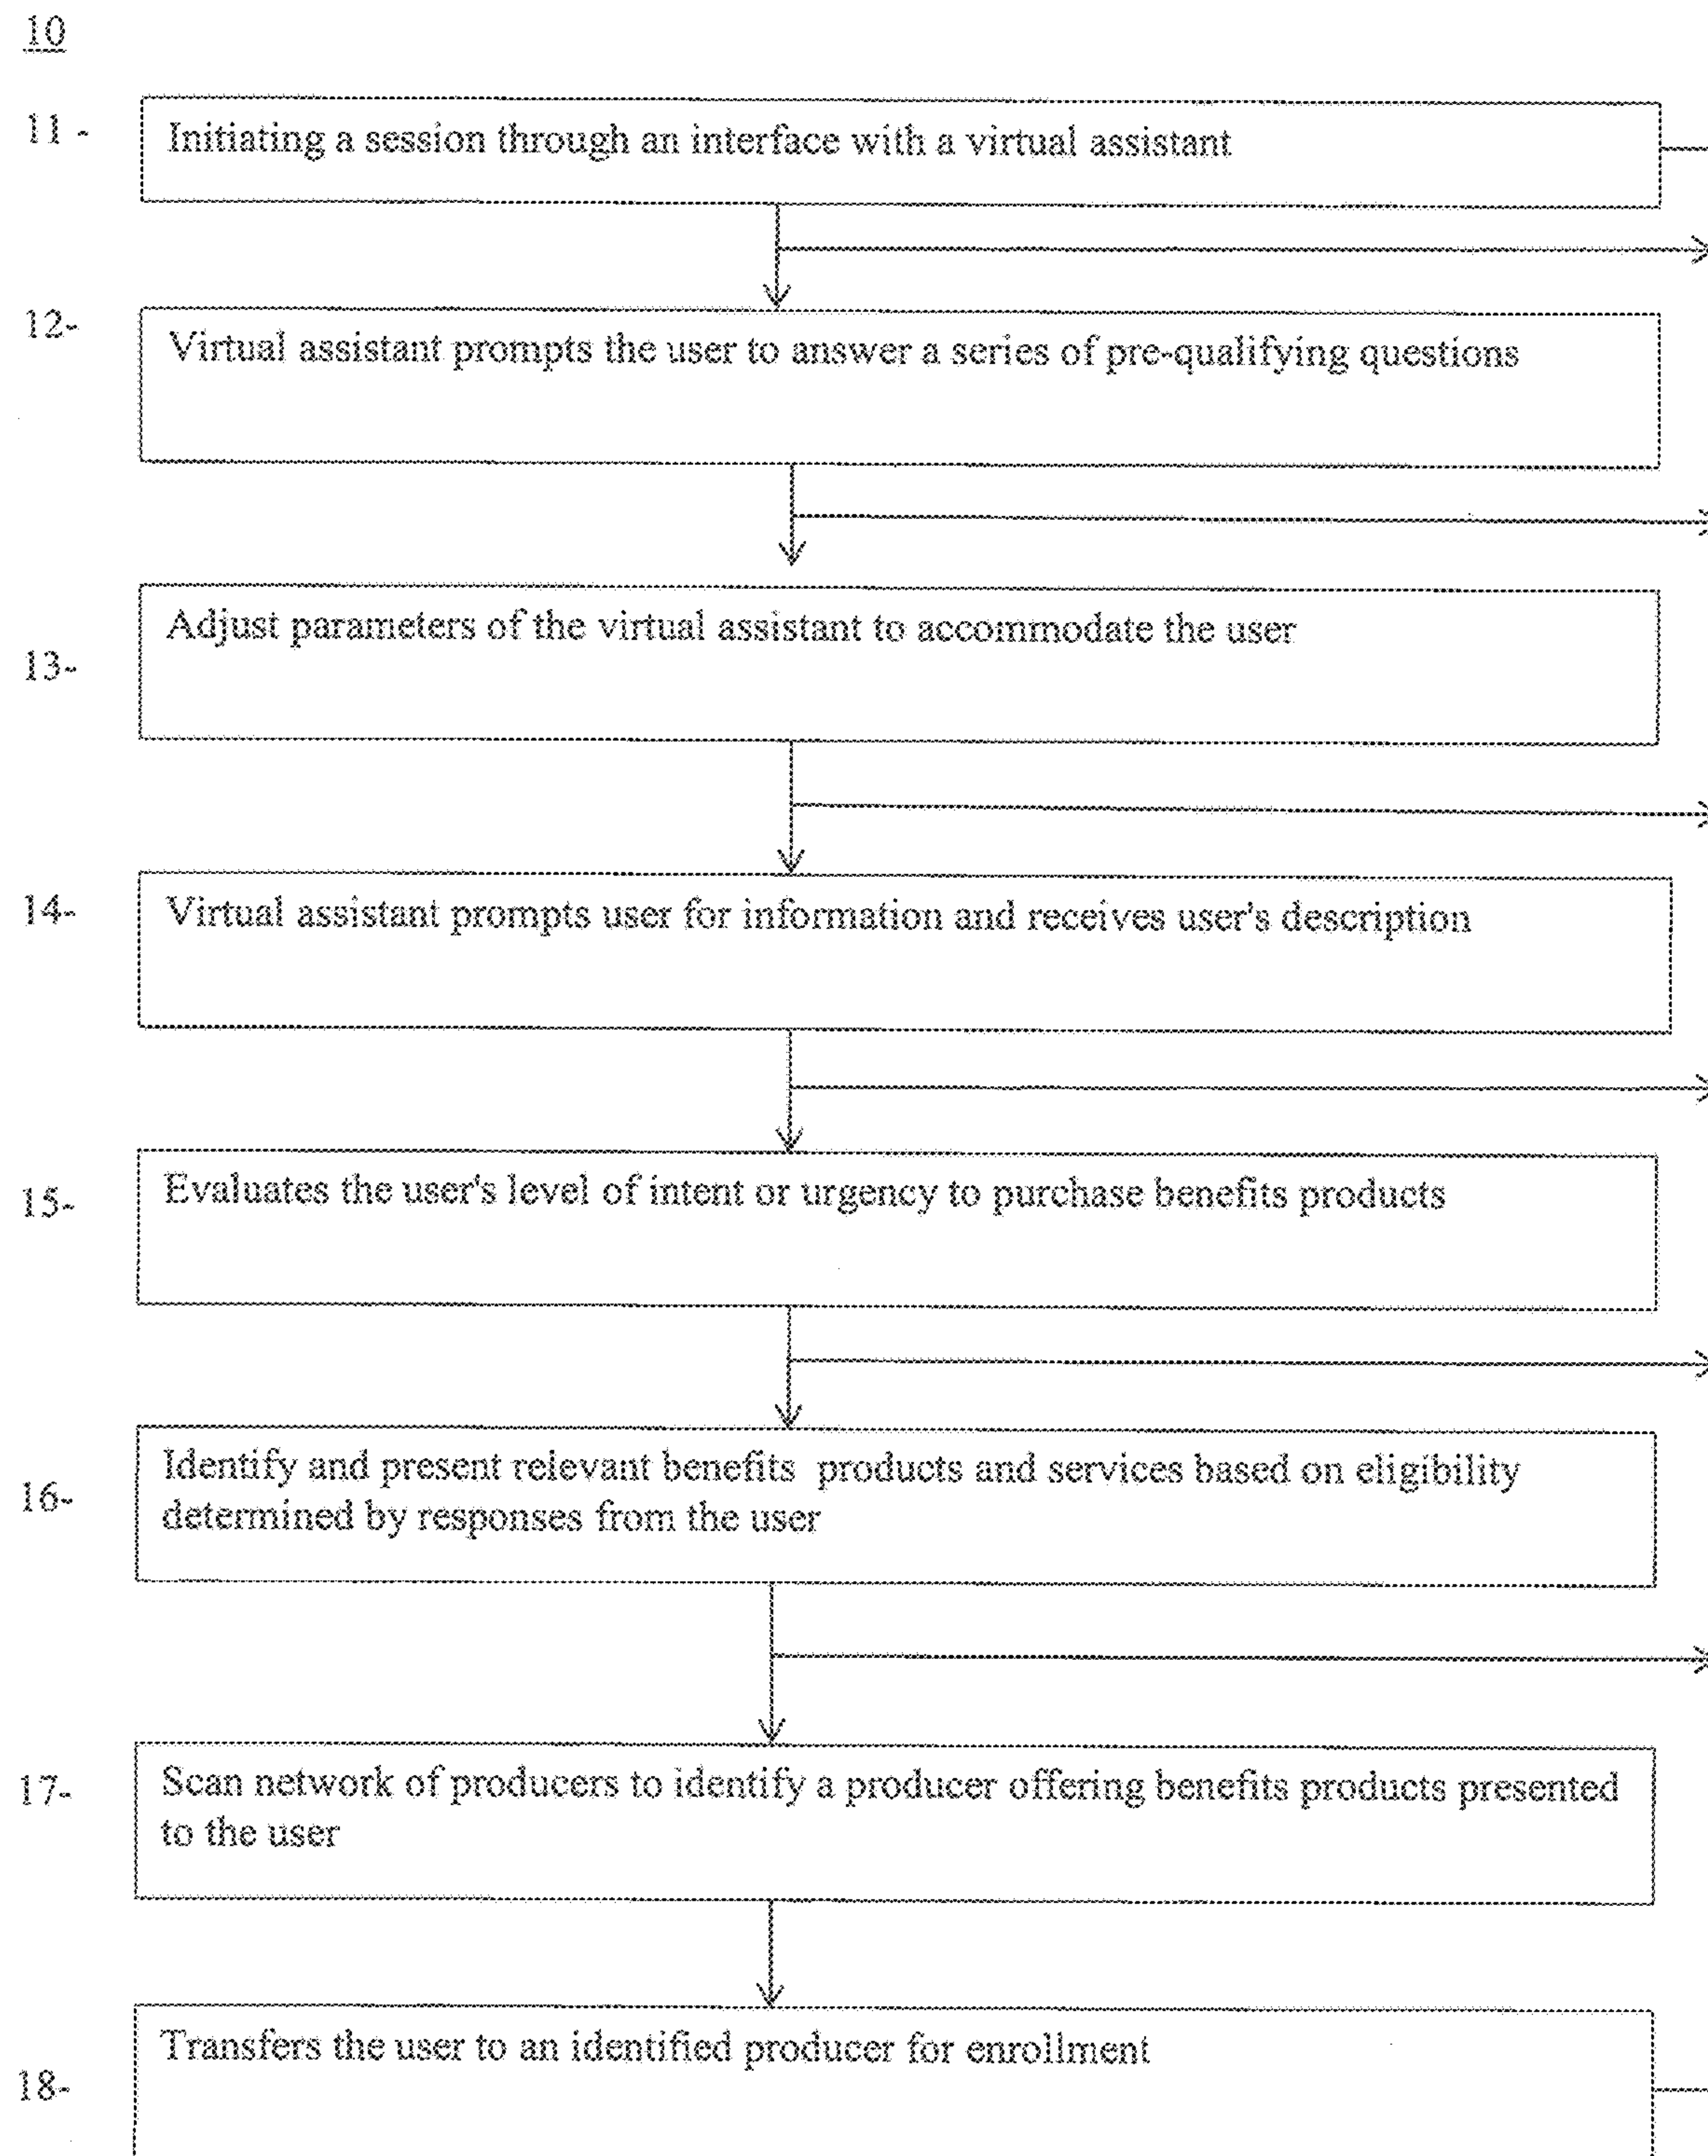 10
11 -
Initiating a session through an interface with a virtual assistant
12-
Virtual assistant prompts the user to answer a series of pre-qualifying questions
Adjust parameters of the virtual assistant to accommodate the user
13-
14-
Virtual assistant prompts user for information and receives user's description
15-
Evaluates the user's level of intent or urgency to purchase benefits products
16-
Identify and present relevant benefits  products and services based on eligibility
determined by responses from the user
17-
Scan network of producers to identify a producer offering benefits products presented
to the user
Transfers the user to an identified producer for enrollment
18-